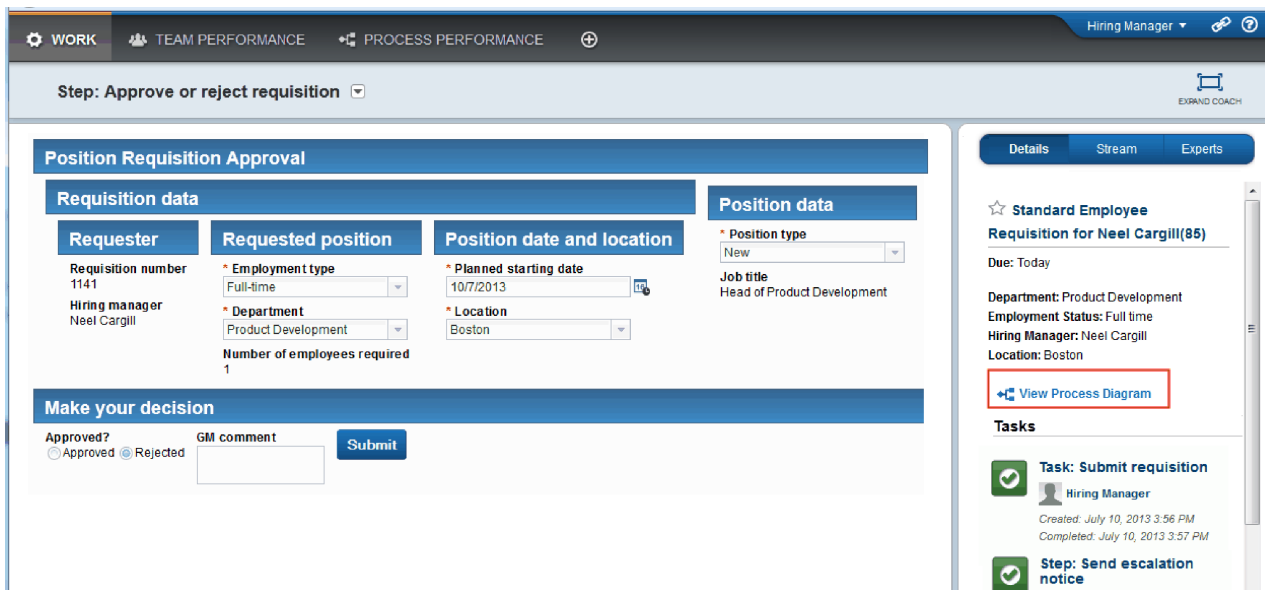 WORK TEAM PERFORMANCE PROCESS PERFORMANCE
Hiring Manager
Step: Approve or reject requisition
EXPAND COACH
Position Requisition Approval
Requisition data
Requester
Requisition number
1141
Hiring manager
Neel Cargill
Requested position
* Employment type
Full-time
* Department
Product Development
Number of employees required
1
Position date and location
* Planned starting date
10/7/2013
16
* Location
Boston
Position data
* Position type
New
Job title
Head of Product Development
Make your decision
Approved?
Approved Rejected
GM comment
Submit
Details Stream Experts
Standard Employee
Requisition for Neel Cargill(85)
Due: Today
Department: Product Development
Employment Status: Full time
Hiring Manager: Neel Cargill
Location: Boston
View Process Diagram
Tasks
Task: Submit requisition
Hiring Manager
Created: July 10, 2013 3:56 PM
Completed: July 10, 2013 3:57 PM
Step: Send escalation
notice